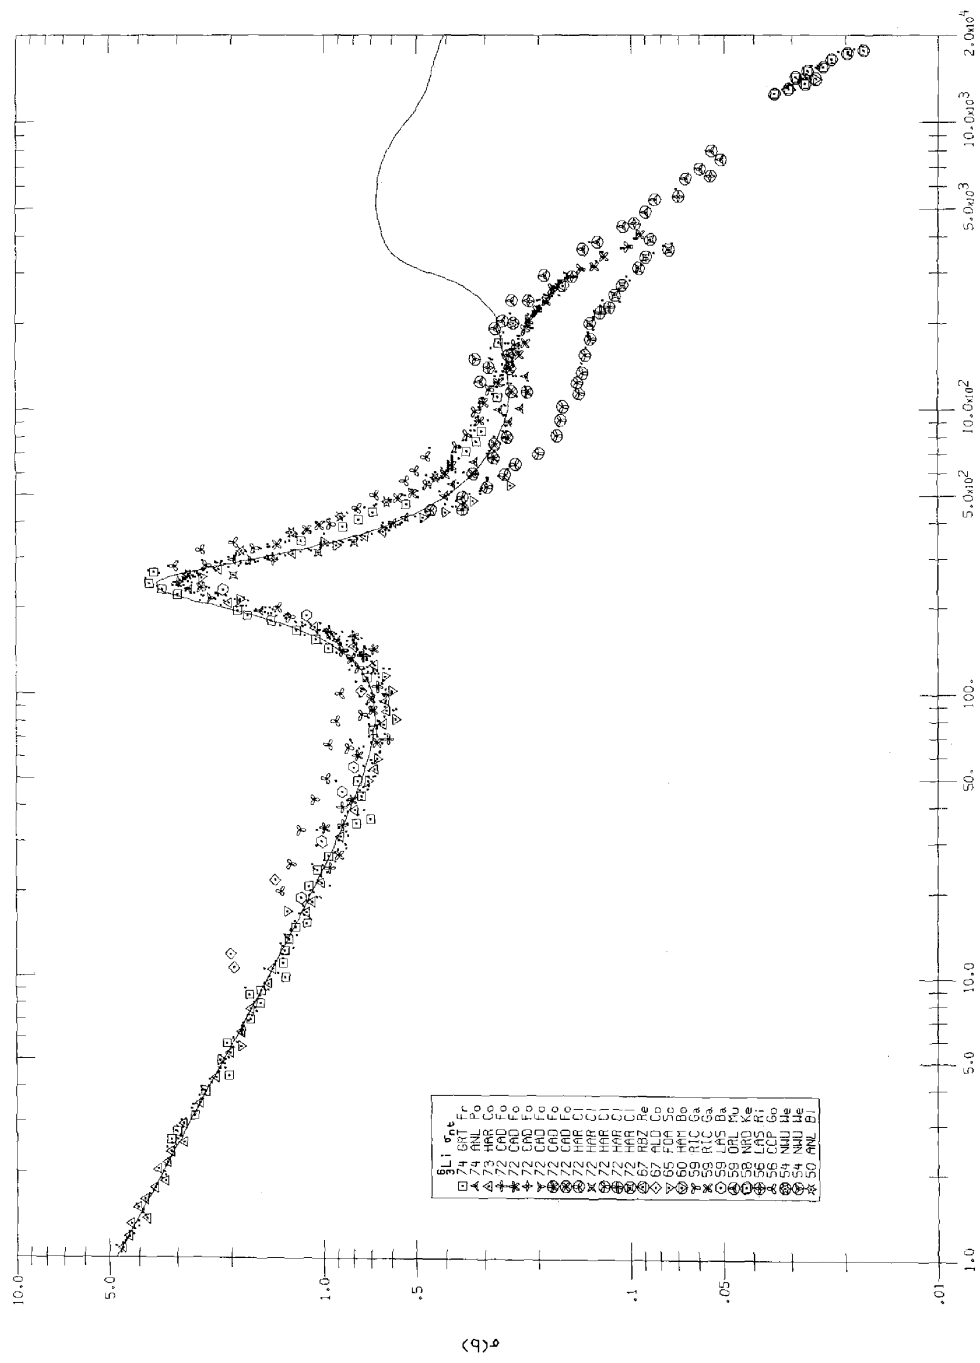 10.0
5.0
1.0
.5
.1
.05
.01
σ(b)
1.0
5.0
10.0
50.
100.
5.0x10²
10.0x10²
5.0x10³
10.0x10³
2.0x10⁴
⁶₃Li σnt
74 GRT Fr
74 ANL Po
73 HAR Co
72 CAD Fo
72 CAD Fo
72 CAD Fo
72 CAD Fo
72 CAD Fo
72 CAD Fo
72 HAR Cl
72 HAR Cl
72 HAR Cl
72 HAR Cl
72 HAR Cl
67 RBZ Re
67 ALD Co
65 FOA Sc
60 HAM Bo
59 RIC Ga
59 RIC Ga
59 LAS Ba
59 ORL Mu
58 NRD Ke
56 LAS Ri
56 CCP Go
54 NWU We
54 NWU We
50 ANL Bl